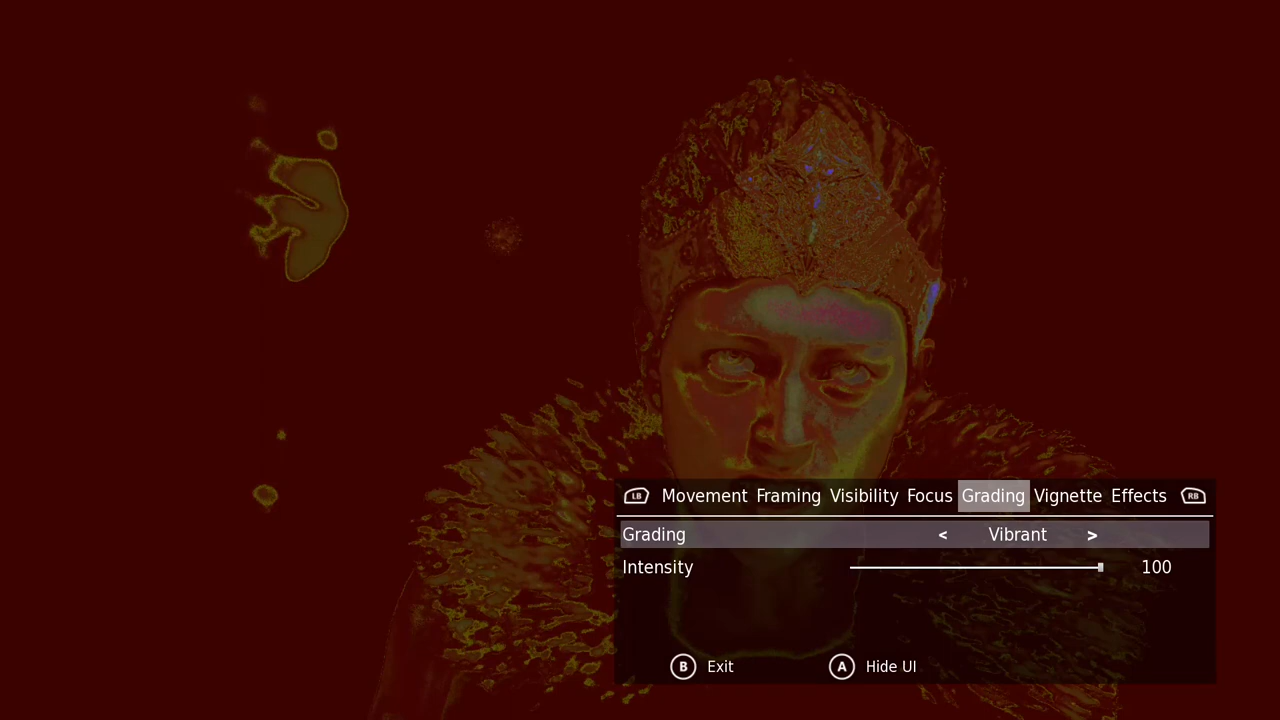 LB Movement Framing Visibility Focus Grading Vignette Effects RB
Grading < Vibrant >
Intensity 100
B Exit A Hide UI